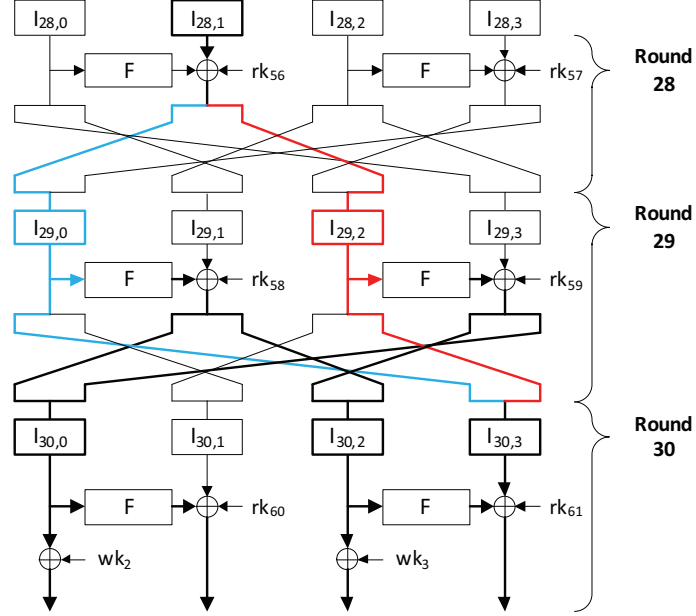 I28,0 I28,1 I28,2 I28,3
Round
28
F rk56 F rk57
I29,0 I29,1 I29,2 I29,3
Round
29
F rk58 F rk59
I30,0 I30,1 I30,2 I30,3
Round
30
F rk60 F rk61
wk2 wk3